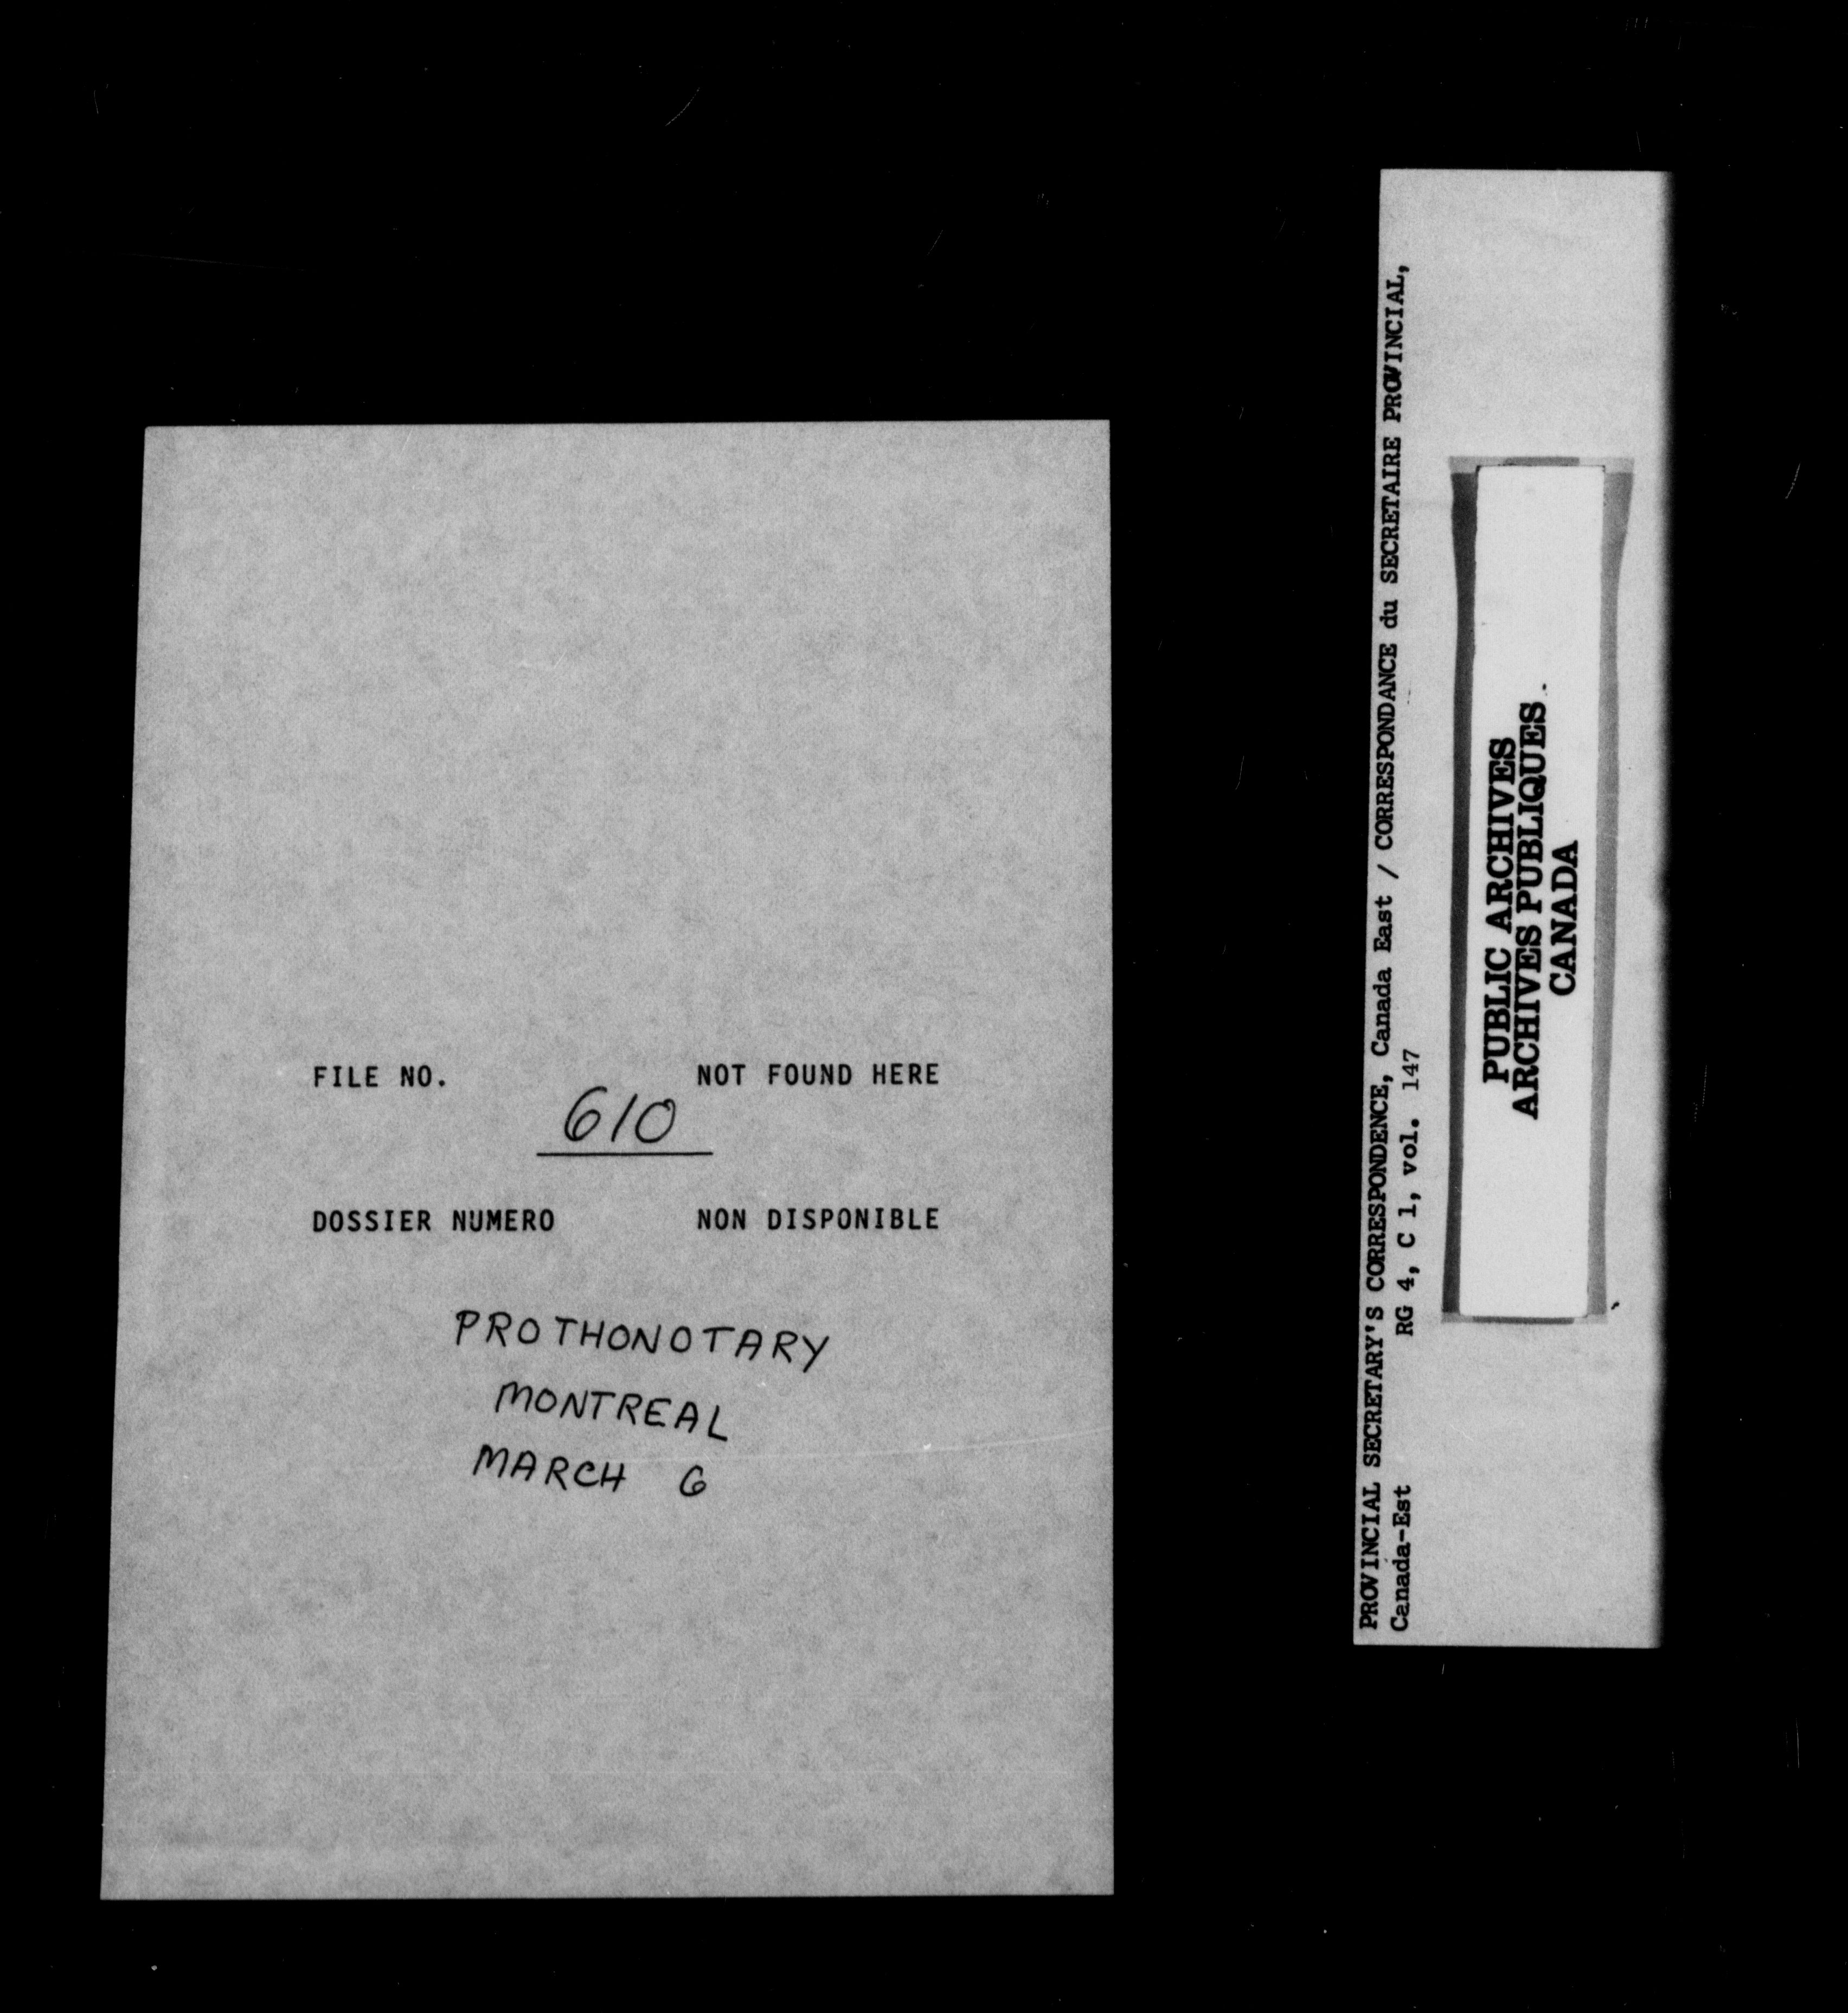 FILE NO. NOT FOUND HERE
610
DOSSIER NUMERO NON DISPONIBLE
PROTHONOTARY
MONTREAL
MARCH 6
PROVINCIAL SECRETARY'S CORRESPONDENCE, Canada East / CORRESPONDANCE du SECRETAIRE PROVINCIAL,
Canada-Est RG 4, C 1, vol. 147
PUBLIC ARCHIVES
ARCHIVES PUBLIQUES
CANADA